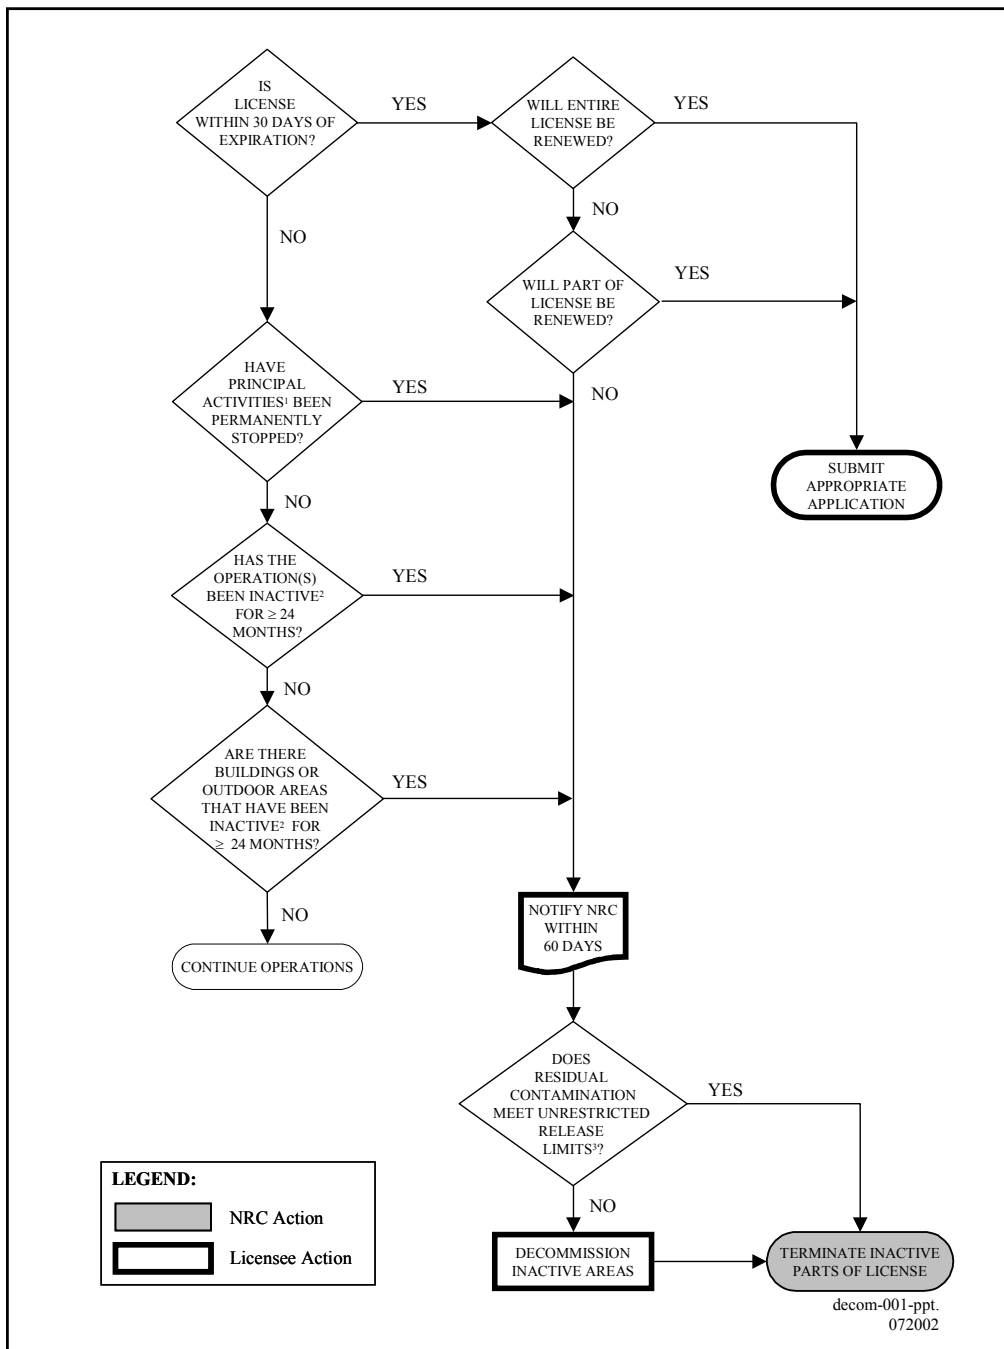 IS
LICENSE
WITHIN 30 DAYS OF
EXPIRATION?
YES
WILL ENTIRE
LICENSE BE
RENEWED?
YES
NO
NO
WILL PART OF
LICENSE BE
RENEWED?
YES
NO
HAVE
PRINCIPAL
ACTIVITIES¹ BEEN
PERMANENTLY
STOPPED?
YES
SUBMIT
APPROPRIATE
APPLICATION
NO
HAS THE
OPERATION(S)
BEEN INACTIVE²
FOR ≥ 24
MONTHS?
YES
NO
ARE THERE
BUILDINGS OR
OUTDOOR AREAS
THAT HAVE BEEN
INACTIVE² FOR
≥ 24 MONTHS?
YES
NO
CONTINUE OPERATIONS
NOTIFY NRC
WITHIN
60 DAYS
DOES
RESIDUAL
CONTAMINATION
MEET UNRESTRICTED
RELEASE
LIMITS³?
YES
NO
DECOMMISSION
INACTIVE AREAS
TERMINATE INACTIVE
PARTS OF LICENSE
LEGEND:
NRC Action
Licensee Action
decom-001-ppt.
072002